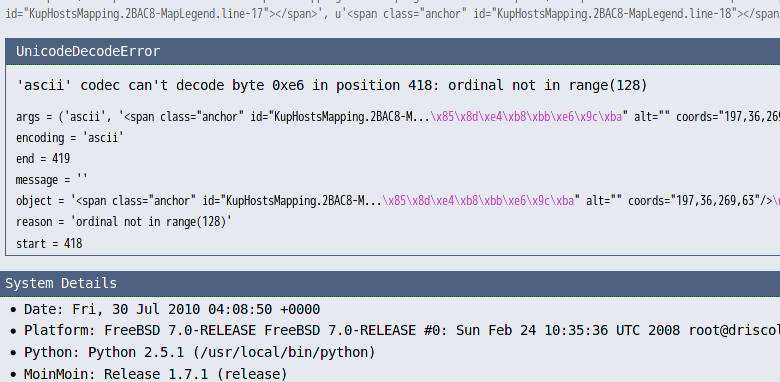 id="KupHostsMapping.2BAC8-MapLegend.line-17"></span>', u'<span class="anchor" id="KupHostsMapping.2BAC8-MapLegend.line-18"></span
UnicodeDecodeError
'ascii' codec can't decode byte 0xe6 in position 418: ordinal not in range(128)
args = ('ascii', '<span class="anchor" id="KupHostsMapping.2BAC8-M...\x85\x8d\xe4\xb8\xbb\xe6\x9c\xba" alt="" coords="197,36,269
encoding = 'ascii'
end = 419
message = ''
object = '<span class="anchor" id="KupHostsMapping.2BAC8-M...\x85\x8d\xe4\xb8\xbb\xe6\x9c\xba" alt="" coords="197,36,269,63"/>\
reason = 'ordinal not in range(128)'
start = 418
System Details
• Date: Fri, 30 Jul 2010 04:08:50 +0000
• Platform: FreeBSD 7.0-RELEASE FreeBSD 7.0-RELEASE #0: Sun Feb 24 10:35:36 UTC 2008 root@driscol
• Python: Python 2.5.1 (/usr/local/bin/python)
• MoinMoin: Release 1.7.1 (release)